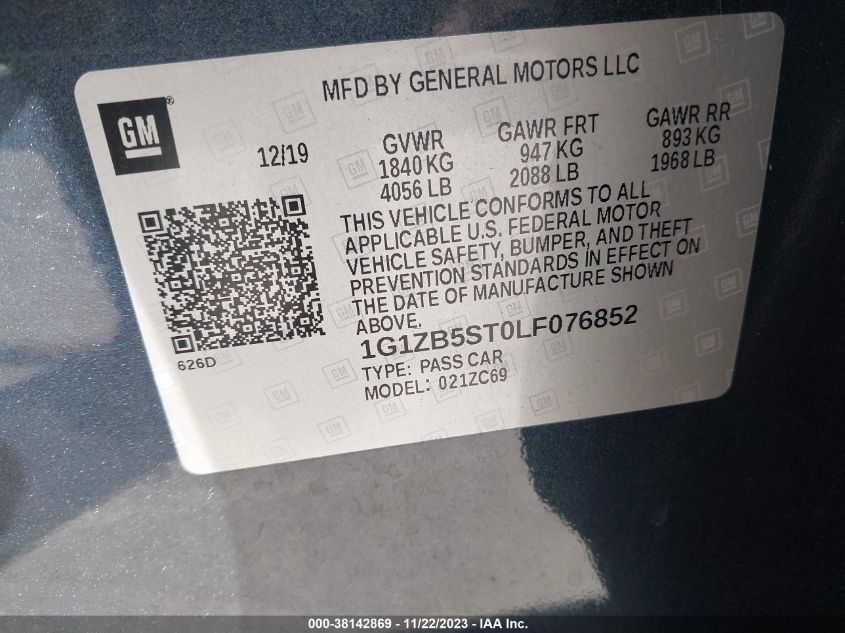 MFD BY GENERAL MOTORS LLC
GM®
12/19
GVWR
1840 KG
4056 LB
GAWR FRT
947 KG
2088 LB
GAWR RR
893 KG
1968 LB
THIS VEHICLE CONFORMS TO ALL
APPLICABLE U.S. FEDERAL MOTOR
VEHICLE SAFETY, BUMPER, AND THEFT
PREVENTION STANDARDS IN EFFECT ON
THE DATE OF MANUFACTURE SHOWN
ABOVE.
1G1ZB5ST0LF076852
TYPE: PASS CAR
MODEL: 021ZC69
626D
000-38142869 - 11/22/2023 - IAA Inc.